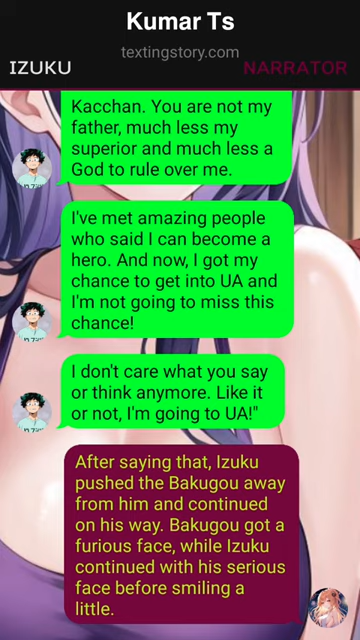 Kumar Ts
textingstory.com
IZUKU
NARRATOR
Kacchan. You are not my
father, much less my
superior and much less a
God to rule over me.
I've met amazing people
who said I can become a
hero. And now, I got my
chance to get into UA and
I'm not going to miss this
chance!
I don't care what you say
or think anymore. Like it
or not, I'm going to UA!"
After saying that, Izuku
pushed the Bakugou away
from him and continued
on his way. Bakugou got a
furious face, while Izuku
continued with his serious
face before smiling a
little.